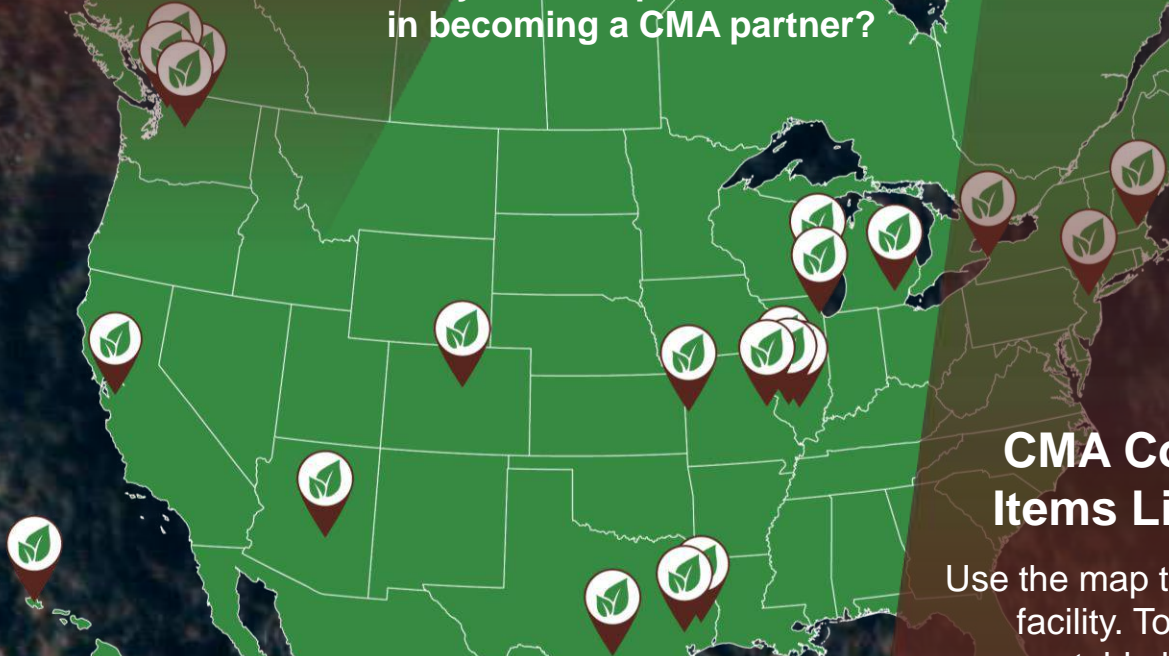 in becoming a CMA partner?
CMA Co
Items Li
Use the map t
facility. To